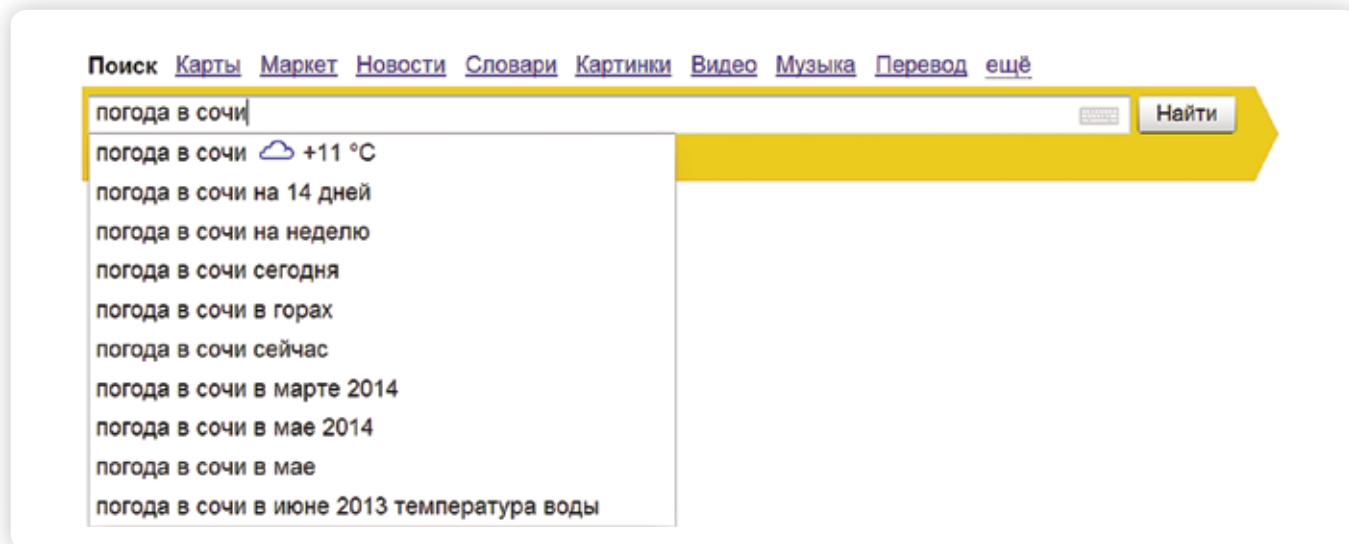 Поиск Карты Маркет Новости Словари Картинки Видео Музыка Перевод ещё
погода в сочи Найти
погода в сочи +11 °C
погода в сочи на 14 дней
погода в сочи на неделю
погода в сочи сегодня
погода в сочи в горах
погода в сочи сейчас
погода в сочи в марте 2014
погода в сочи в мае 2014
погода в сочи в мае
погода в сочи в июне 2013 температура воды